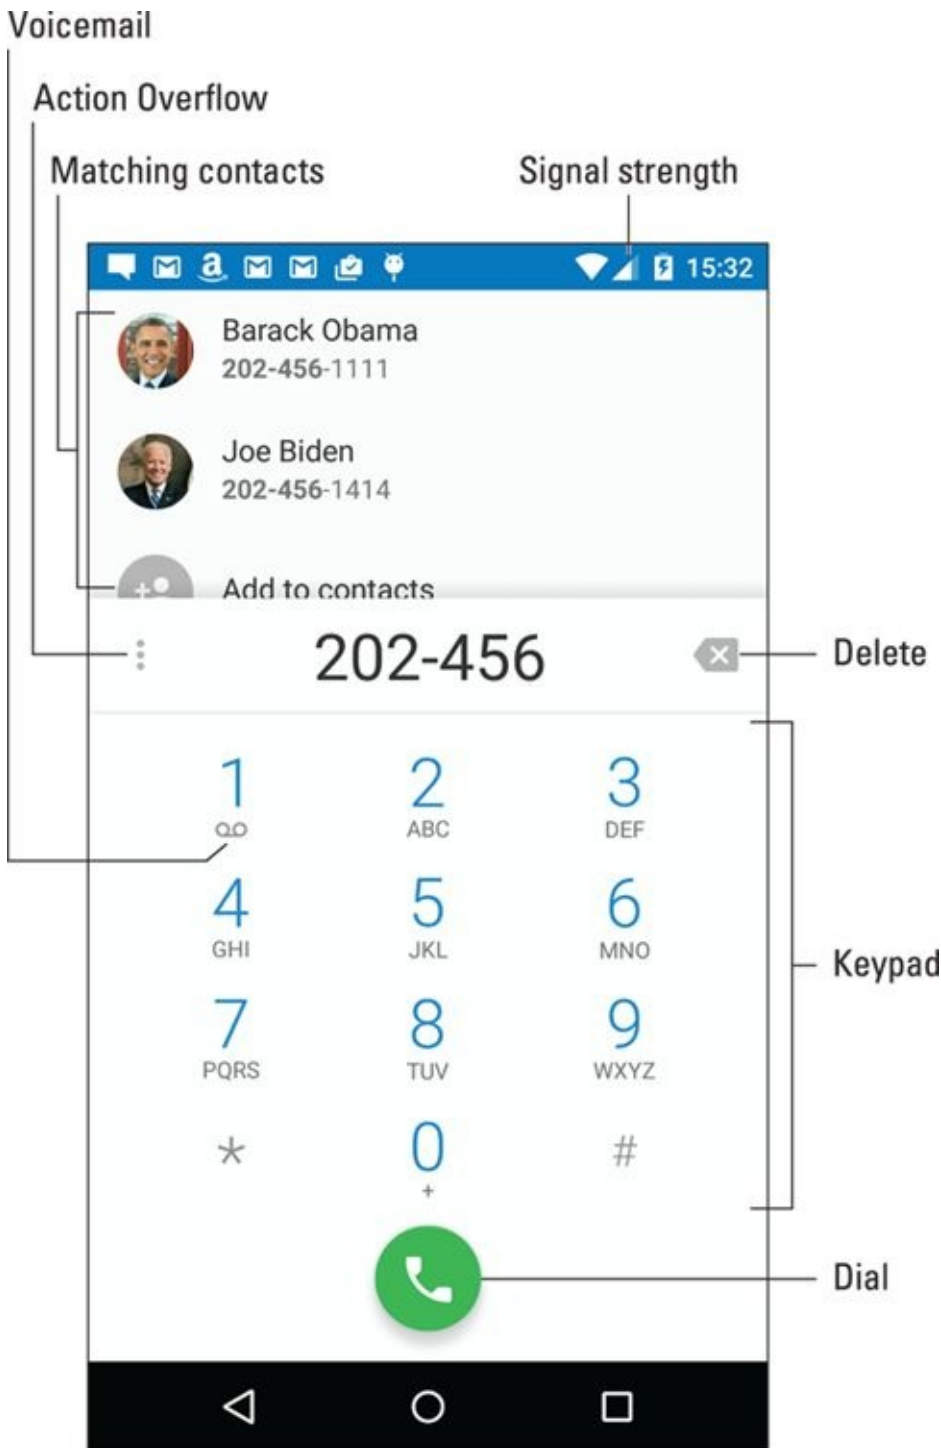 Voicemail
Action Overflow
Matching contacts
Signal strength
15:32
Barack Obama
202-456-1111
Joe Biden
202-456-1414
Add to contacts
202-456
Delete
1
2
ABC
3
DEF
4
GHI
5
JKL
6
MNO
Keypad
7
PQRS
8
TUV
9
WXYZ
*
0
+
#
Dial